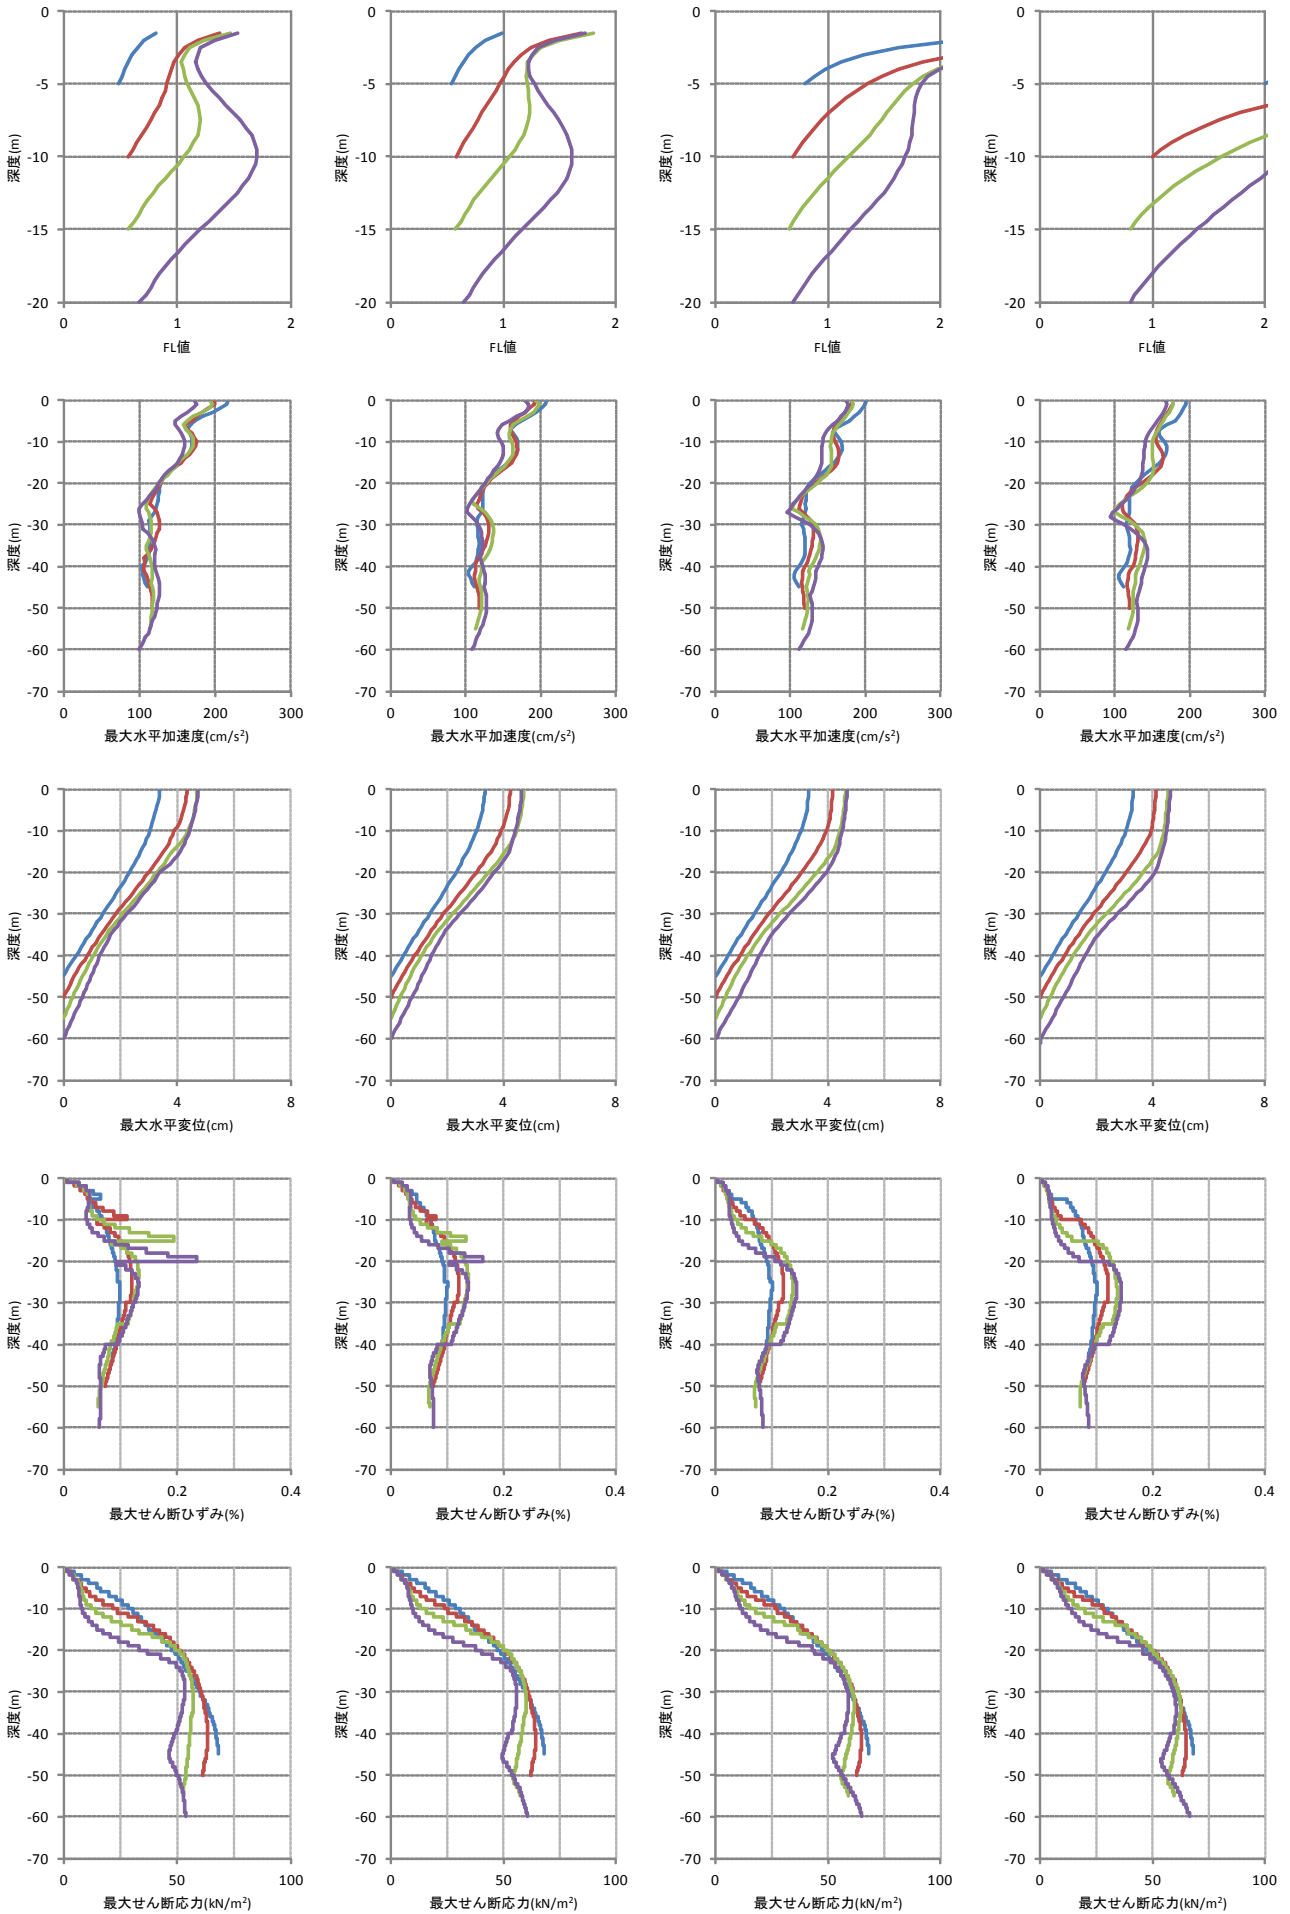 0 0 0 0
-5 -5 -5 -5
深度(m) 深度(m) 深度(m) 深度(m)
-10 -10 -10 -10
-15 -15 -15 -15
-20 -20 -20 -20
0 1 2 0 1 2 0 1 2 0 1 2
FL値 FL値 FL値 FL値
0 0 0 0
-10 -10 -10 -10
-20 -20 -20 -20
-30 -30 -30 -30
深度(m) 深度(m) 深度(m) 深度(m)
-40 -40 -40 -40
-50 -50 -50 -50
-60 -60 -60 -60
-70 -70 -70 -70
0 100 200 300 0 100 200 300 0 100 200 300 0 100 200 300
最大水平加速度(cm/s²) 最大水平加速度(cm/s²) 最大水平加速度(cm/s²) 最大水平加速度(cm/s²)
0 0 0 0
-10 -10 -10 -10
-20 -20 -20 -20
-30 -30 -30 -30
深度(m) 深度(m) 深度(m) 深度(m)
-40 -40 -40 -40
-50 -50 -50 -50
-60 -60 -60 -60
-70 -70 -70 -70
0 4 8 0 4 8 0 4 8 0 4 8
最大水平変位(cm) 最大水平変位(cm) 最大水平変位(cm) 最大水平変位(cm)
0 0 0 0
-10 -10 -10 -10
-20 -20 -20 -20
-30 -30 -30 -30
深度(m) 深度(m) 深度(m) 深度(m)
-40 -40 -40 -40
-50 -50 -50 -50
-60 -60 -60 -60
-70 -70 -70 -70
0 0.2 0.4 0 0.2 0.4 0 0.2 0.4 0 0.2 0.4
最大せん断ひずみ(%) 最大せん断ひずみ(%) 最大せん断ひずみ(%) 最大せん断ひずみ(%)
0 0 0 0
-10 -10 -10 -10
-20 -20 -20 -20
-30 -30 -30 -30
深度(m) 深度(m) 深度(m) 深度(m)
-40 -40 -40 -40
-50 -50 -50 -50
-60 -60 -60 -60
-70 -70 -70 -70
0 50 100 0 50 100 0 50 100 0 50 100
最大せん断応力(kN/m²) 最大せん断応力(kN/m²) 最大せん断応力(kN/m²) 最大せん断応力(kN/m²)